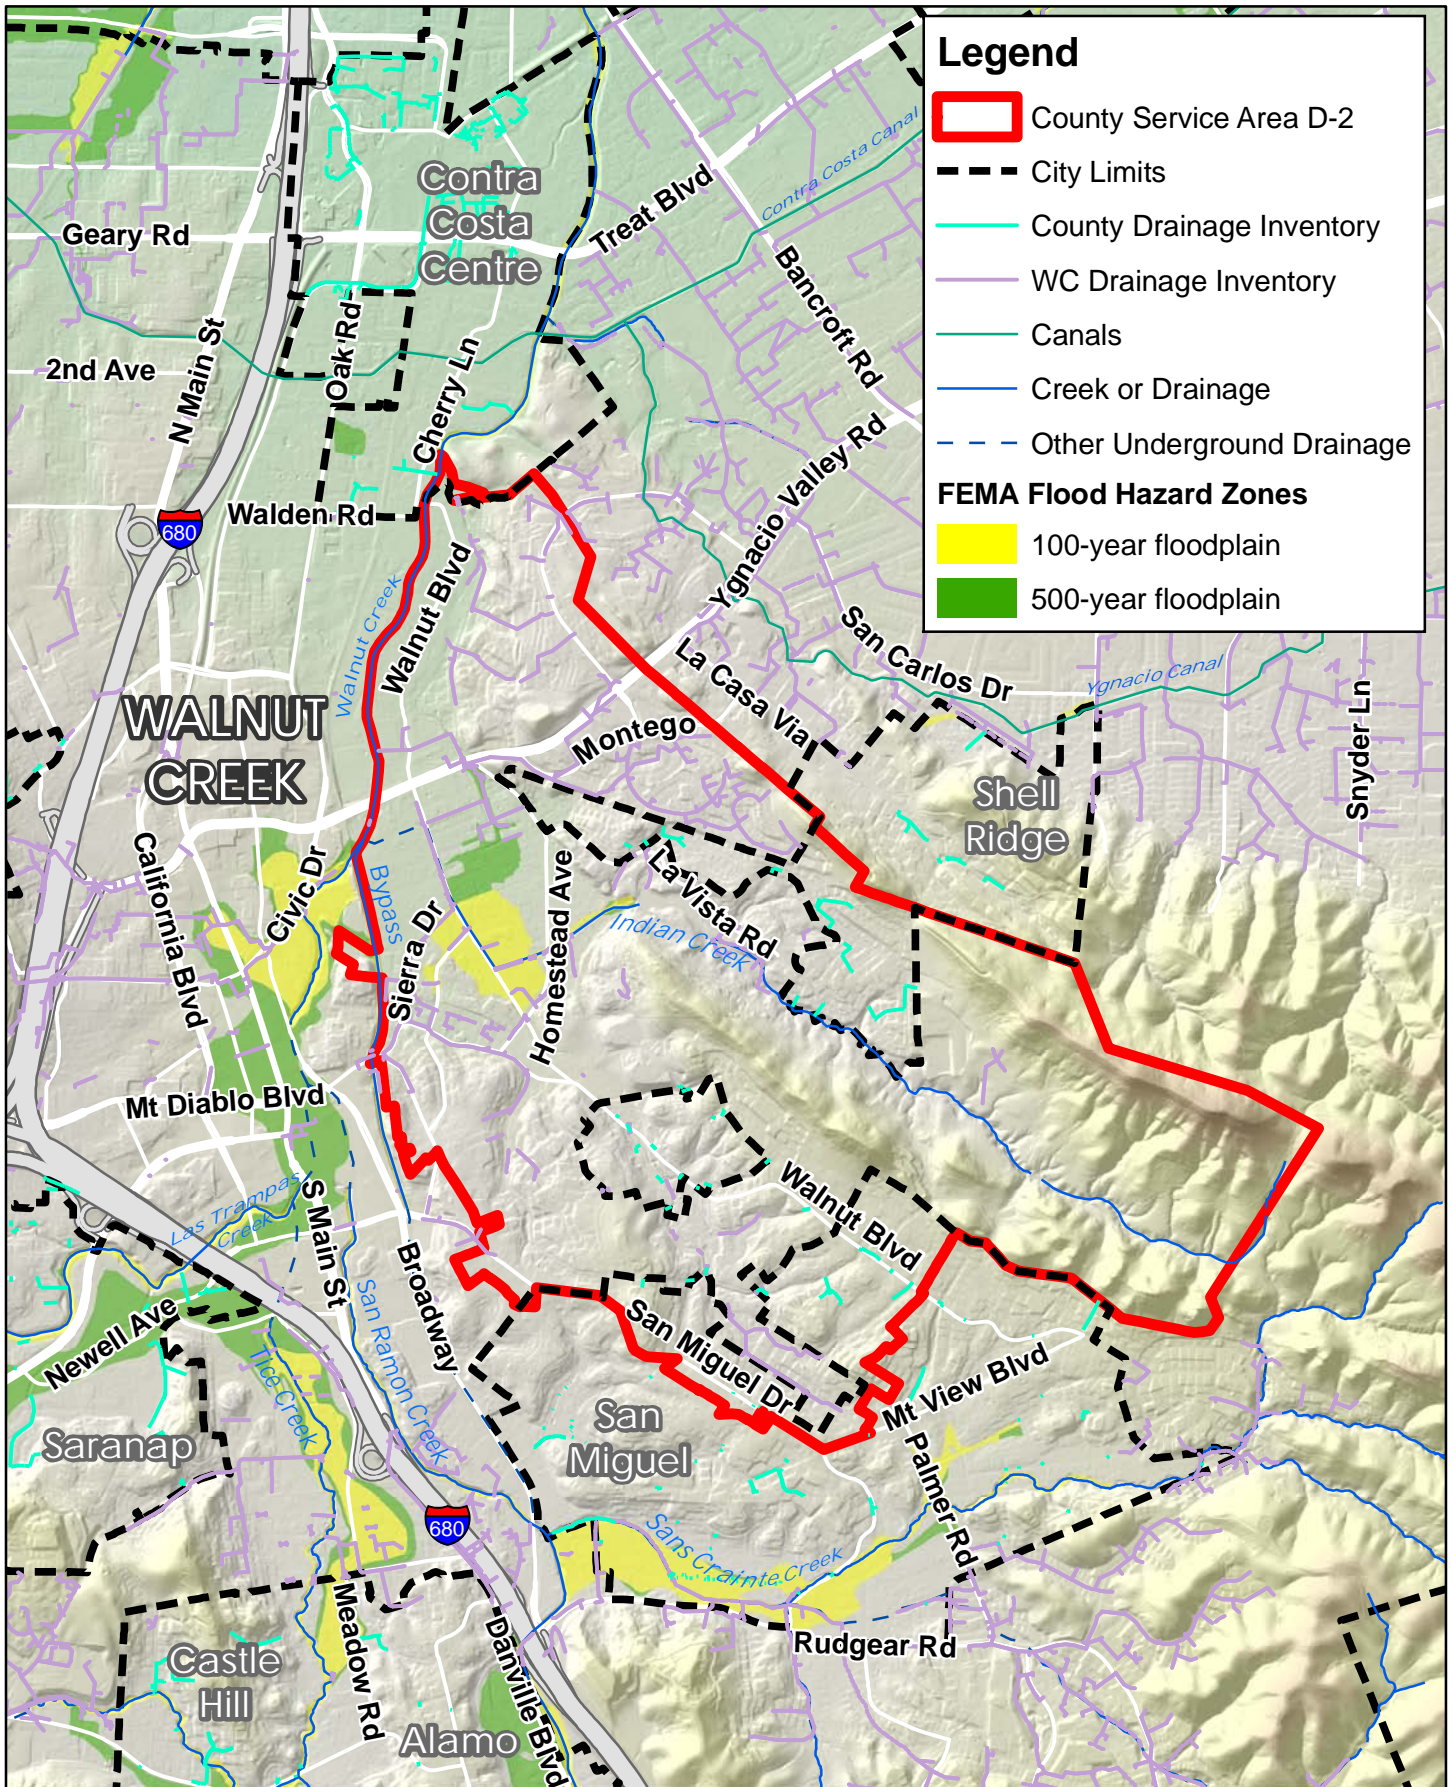 Legend
County Service Area D-2
City Limits
County Drainage Inventory
WC Drainage Inventory
Canals
Creek or Drainage
Other Underground Drainage
FEMA Flood Hazard Zones
100-year floodplain
500-year floodplain
Contra
Costa
Centre
Geary Rd
Treat Blvd
Contra Costa Canal
Bancroft Rd
2nd Ave
N Main St
Oak Rd
Cherry Ln
Walden Rd
680
Ygnacio Valley Rd
Walnut Creek
Walnut Blvd
San Carlos Dr
Ygnacio Canal
Snyder Ln
La Casa Via
Montego
WALNUT
CREEK
Shell
Ridge
California Blvd
Civic Dr
Bypass
Sierra Dr
Homestead Ave
La Vista Rd
Indian Creek
Mt Diablo Blvd
Las Trampas
Creek
S Main St
Broadway
San Ramon Creek
Walnut Blvd
San Miguel Dr
Mt View Blvd
Newell Ave
Tice Creek
Saranap
San
Miguel
Palmer Rd
680
Sans Crainte Creek
Rudgear Rd
Meadow Rd
Danville Blvd
Castle
Hill
Alamo